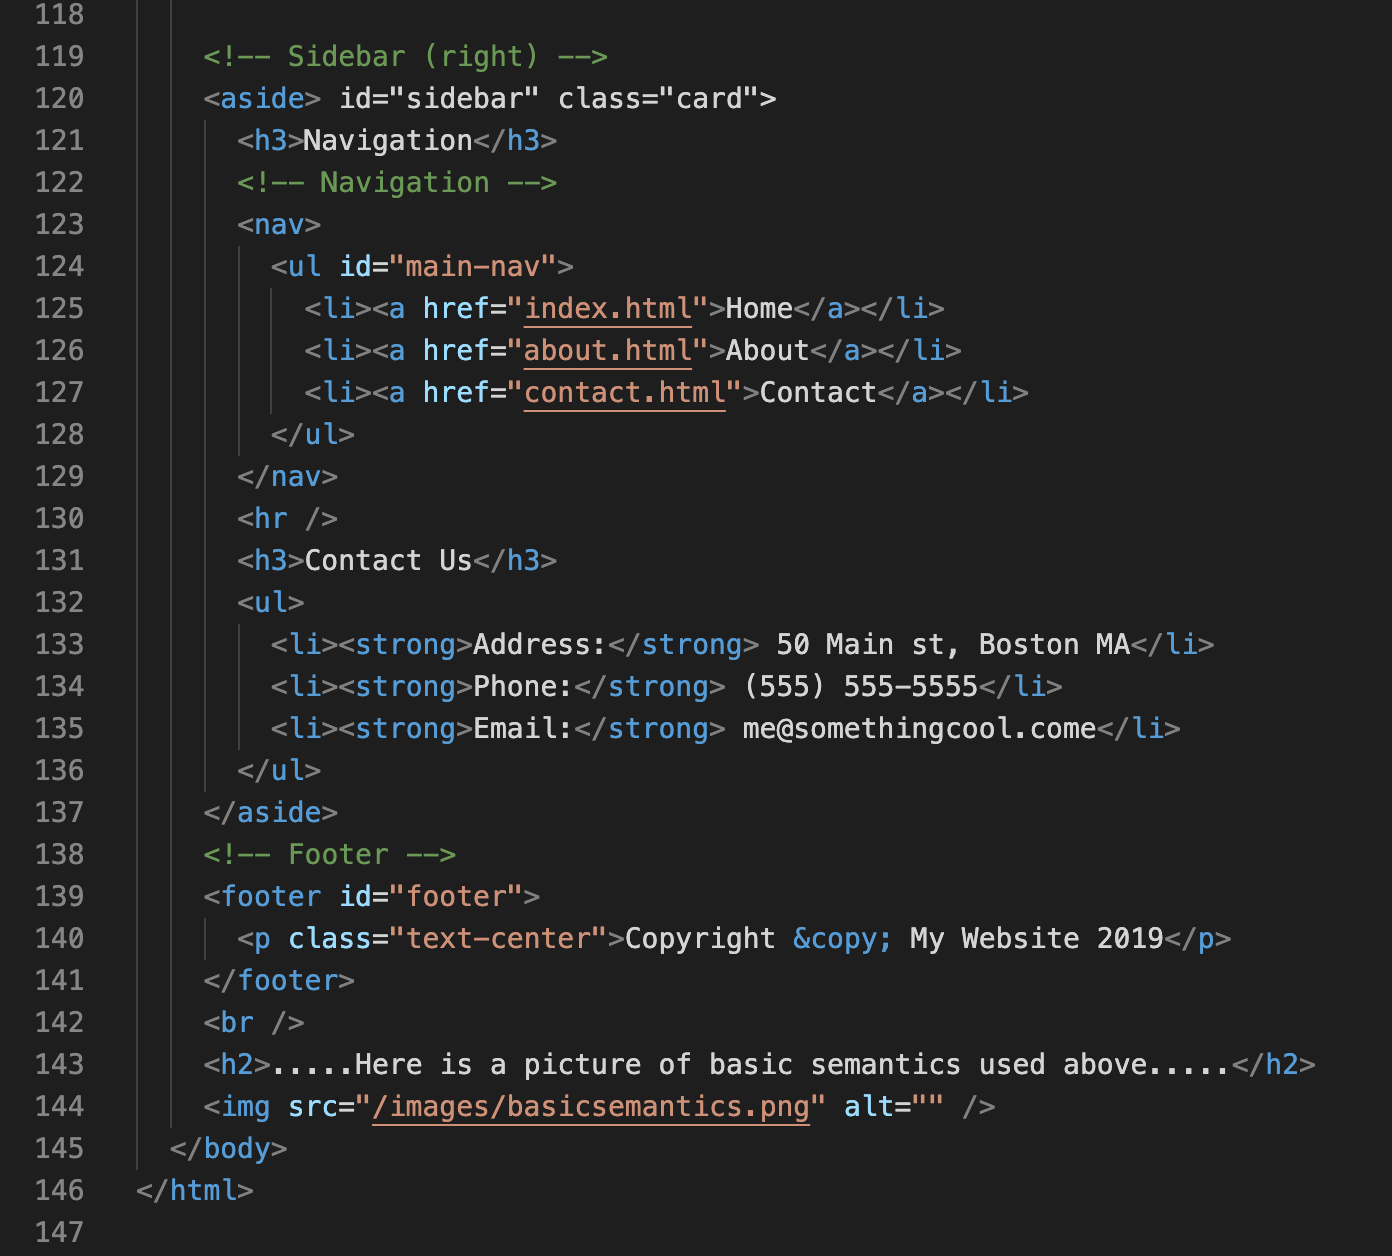 118
119 <!-- Sidebar (right) -->
120 <aside> id="sidebar" class="card">
121 <h3>Navigation</h3>
122 <!-- Navigation -->
123 <nav>
124 <ul id="main-nav">
125 <li><a href="index.html">Home</a></li>
126 <li><a href="about.html">About</a></li>
127 <li><a href="contact.html">Contact</a></li>
128 </ul>
129 </nav>
130 <hr />
131 <h3>Contact Us</h3>
132 <ul>
133 <li><strong>Address:</strong> 50 Main st, Boston MA</li>
134 <li><strong>Phone:</strong> (555) 555-5555</li>
135 <li><strong>Email:</strong> me@somethingcool.come</li>
136 </ul>
137 </aside>
138 <!-- Footer -->
139 <footer id="footer">
140 <p class="text-center">Copyright &copy; My Website 2019</p>
141 </footer>
142 <br />
143 <h2>.....Here is a picture of basic semantics used above.....</h2>
144 <img src="/images/basicsemantics.png" alt="" />
145 </body>
146 </html>
147